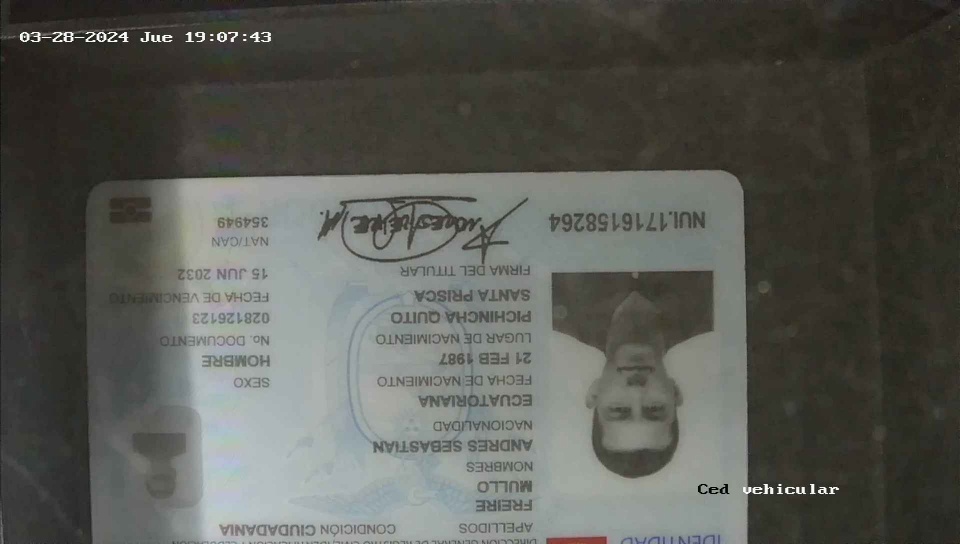 03-28-2024 Jue 19:07:43
IDENTIDAD
DIRECCIÓN GENERAL DE REGISTRO CIVIL, IDENTIFICACIÓN Y CEDULACIÓN
APELLIDOS
CONDICIÓN CIUDADANÍA
FREIRE
MULLO
NOMBRES
ANDRES SEBASTIAN
NACIONALIDAD
ECUATORIANA
FECHA DE NACIMIENTO
21 FEB 1987
LUGAR DE NACIMIENTO
PICHINCHA QUITO
SANTA PRISCA
FIRMA DEL TITULAR
SEXO
HOMBRE
No. DOCUMENTO
028126123
FECHA DE VENCIMIENTO
15 JUN 2032
NAT/CAN
354949
NUI.1716158264
Ced vehicular